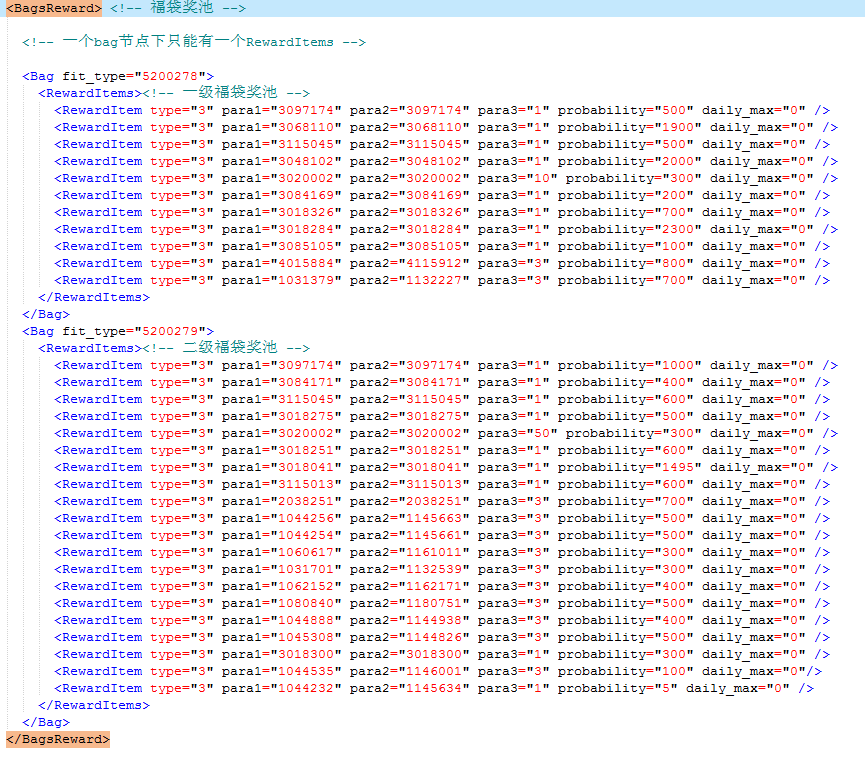 <BagsReward> <!-- 福袋奖池 -->
<!-- 一个bag节点下只能有一个RewardItems -->
<Bag fit_type="5200278">
<RewardItems><!-- 一级福袋奖池 -->
<RewardItem type="3" para1="3097174" para2="3097174" para3="1" probability="500" daily_max="0" />
<RewardItem type="3" para1="3068110" para2="3068110" para3="1" probability="1900" daily_max="0" />
<RewardItem type="3" para1="3115045" para2="3115045" para3="1" probability="500" daily_max="0" />
<RewardItem type="3" para1="3048102" para2="3048102" para3="1" probability="2000" daily_max="0" />
<RewardItem type="3" para1="3020002" para2="3020002" para3="10" probability="300" daily_max="0" />
<RewardItem type="3" para1="3084169" para2="3084169" para3="1" probability="200" daily_max="0" />
<RewardItem type="3" para1="3018326" para2="3018326" para3="1" probability="700" daily_max="0" />
<RewardItem type="3" para1="3018284" para2="3018284" para3="1" probability="2300" daily_max="0" />
<RewardItem type="3" para1="3085105" para2="3085105" para3="1" probability="100" daily_max="0" />
<RewardItem type="3" para1="4015884" para2="4115912" para3="3" probability="800" daily_max="0" />
<RewardItem type="3" para1="1031379" para2="1132227" para3="3" probability="700" daily_max="0" />
</RewardItems>
</Bag>
<Bag fit_type="5200279">
<RewardItems><!-- 二级福袋奖池 -->
<RewardItem type="3" para1="3097174" para2="3097174" para3="1" probability="1000" daily_max="0" />
<RewardItem type="3" para1="3084171" para2="3084171" para3="1" probability="400" daily_max="0" />
<RewardItem type="3" para1="3115045" para2="3115045" para3="1" probability="600" daily_max="0" />
<RewardItem type="3" para1="3018275" para2="3018275" para3="1" probability="500" daily_max="0" />
<RewardItem type="3" para1="3020002" para2="3020002" para3="50" probability="300" daily_max="0" />
<RewardItem type="3" para1="3018251" para2="3018251" para3="1" probability="600" daily_max="0" />
<RewardItem type="3" para1="3018041" para2="3018041" para3="1" probability="1495" daily_max="0" />
<RewardItem type="3" para1="3115013" para2="3115013" para3="1" probability="600" daily_max="0" />
<RewardItem type="3" para1="2038251" para2="2038251" para3="3" probability="700" daily_max="0" />
<RewardItem type="3" para1="1044256" para2="1145663" para3="3" probability="500" daily_max="0" />
<RewardItem type="3" para1="1044254" para2="1145661" para3="3" probability="500" daily_max="0" />
<RewardItem type="3" para1="1060617" para2="1161011" para3="3" probability="300" daily_max="0" />
<RewardItem type="3" para1="1031701" para2="1132539" para3="3" probability="300" daily_max="0" />
<RewardItem type="3" para1="1062152" para2="1162171" para3="3" probability="400" daily_max="0" />
<RewardItem type="3" para1="1080840" para2="1180751" para3="3" probability="500" daily_max="0" />
<RewardItem type="3" para1="1044888" para2="1144938" para3="3" probability="400" daily_max="0" />
<RewardItem type="3" para1="1045308" para2="1144826" para3="3" probability="500" daily_max="0" />
<RewardItem type="3" para1="3018300" para2="3018300" para3="1" probability="300" daily_max="0" />
<RewardItem type="3" para1="1044535" para2="1146001" para3="3" probability="100" daily_max="0"/>
<RewardItem type="3" para1="1044232" para2="1145634" para3="1" probability="5" daily_max="0" />
</RewardItems>
</Bag>
</BagsReward>